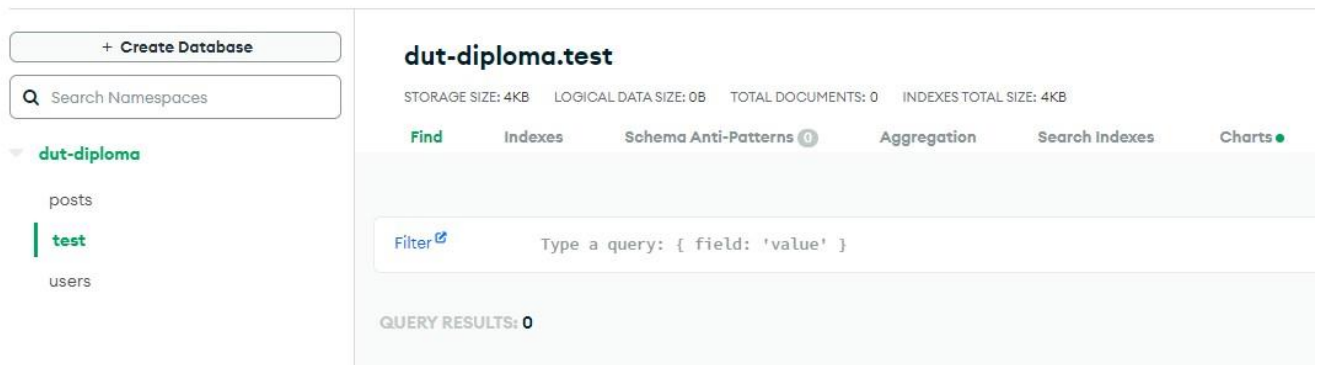 + Create Database
Search Namespaces
dut-diploma
posts
test
users
dut-diploma.test
STORAGE SIZE: 4KB LOGICAL DATA SIZE: 0B TOTAL DOCUMENTS: 0 INDEXES TOTAL SIZE: 4KB
Find Indexes Schema Anti-Patterns 0 Aggregation Search Indexes Charts
Filter Type a query: { field: 'value' }
QUERY RESULTS: 0